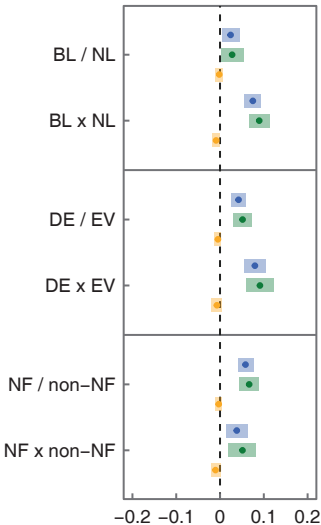 BL / NL
BL x NL
DE / EV
DE x EV
NF / non−NF
NF x non−NF
−0.2 −0.1 0 0.1 0.2